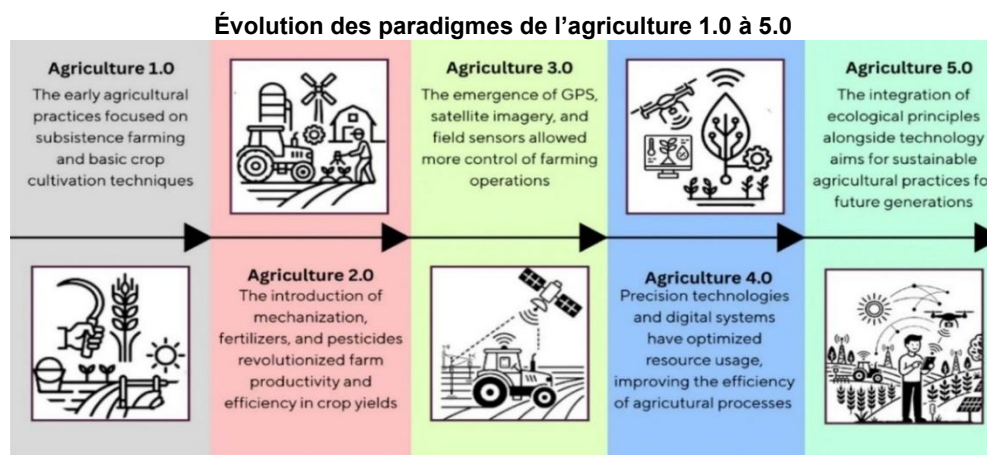 Évolution des paradigmes de l’agriculture 1.0 à 5.0
Agriculture 1.0
The early agricultural
practices focused on
subsistence farming
and basic crop
cultivation techniques
Agriculture 2.0
The introduction of
mechanization,
fertilizers, and pesticides
revolutionized farm
productivity and
efficiency in crop yields
Agriculture 3.0
The emergence of GPS,
satellite imagery, and
field sensors allowed
more control of farming
operations
Agriculture 4.0
Precision technologies
and digital systems
have optimized
resource usage,
improving the efficiency
of agricutural processes
Agriculture 5.0
The integration of
ecological principles
alongside technology
aims for sustainable
agricultural practices fo
future generations